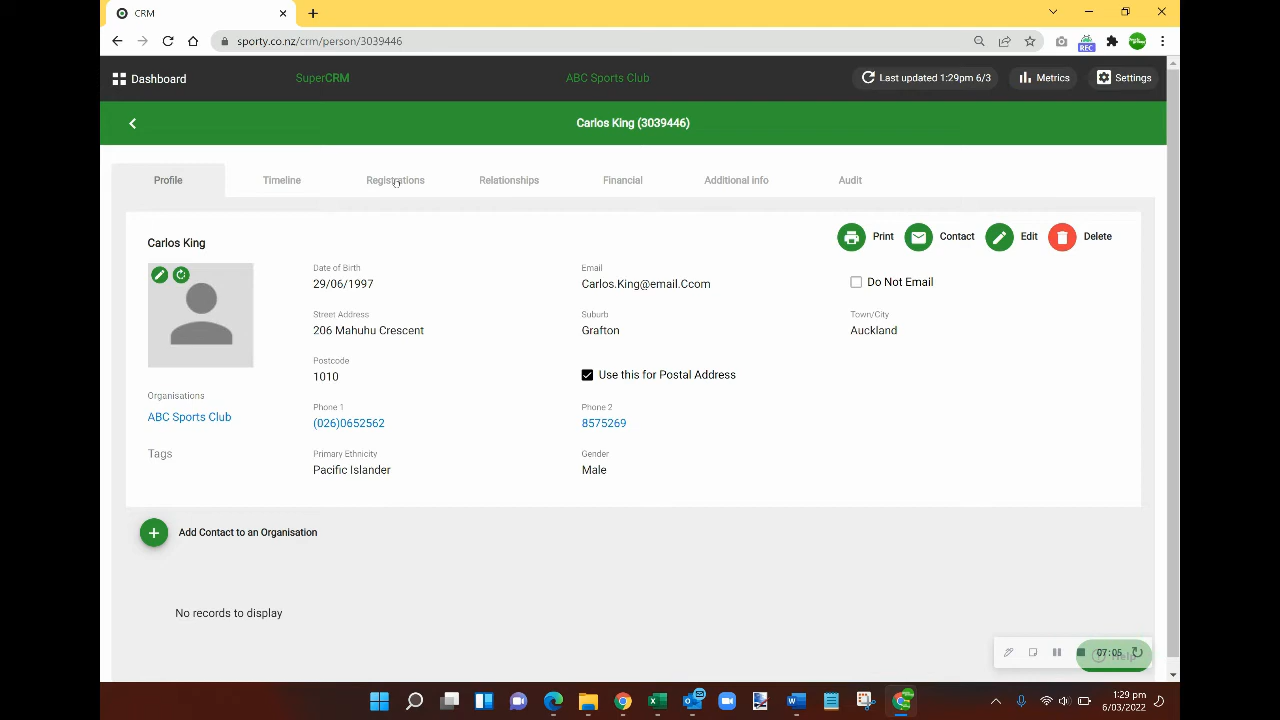 CRM
sporty.co.nz/crm/person/3039446
REC
Dashboard
SuperCRM
ABC Sports Club
Last updated 1:29pm 6/3
Metrics
Settings
Carlos King (3039446)
Profile
Timeline
Registrations
Relationships
Financial
Additional info
Audit
Carlos King
Print
Contact
Edit
Delete
Date of Birth
29/06/1997
Email
Carlos.King@email.Ccom
Do Not Email
Street Address
206 Mahuhu Crescent
Suburb
Grafton
Town/City
Auckland
Postcode
1010
Use this for Postal Address
Organisations
ABC Sports Club
Phone 1
(026)0652562
Phone 2
8575269
Tags
Primary Ethnicity
Pacific Islander
Gender
Male
Add Contact to an Organisation
No records to display
07:05
Help
1:29 pm
6/03/2022